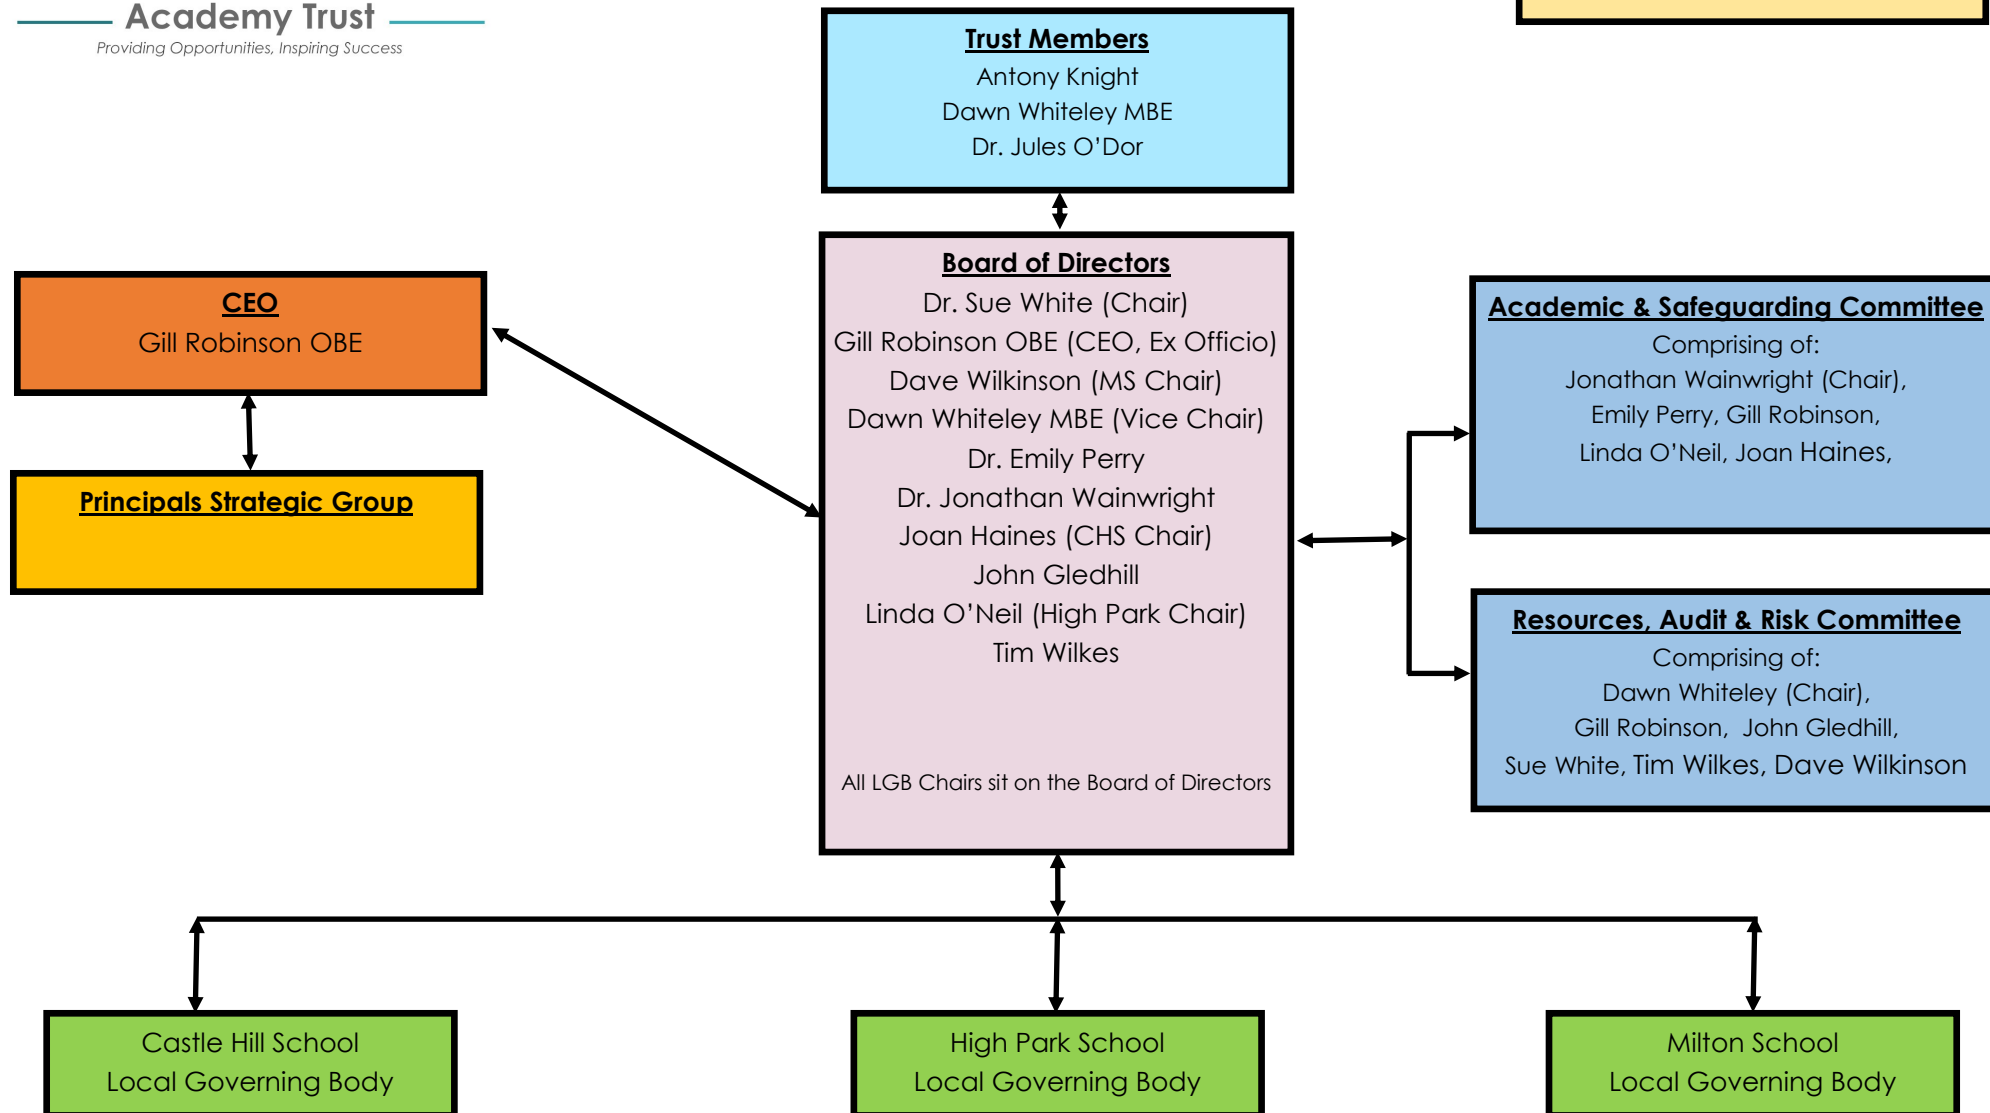 Academy Trust
Providing Opportunities, Inspiring Success
Trust Members
Antony Knight
Dawn Whiteley MBE
Dr. Jules O’Dor
Board of Directors
Dr. Sue White (Chair)
Gill Robinson OBE (CEO, Ex Officio)
Dave Wilkinson (MS Chair)
Dawn Whiteley MBE (Vice Chair)
Dr. Emily Perry
Dr. Jonathan Wainwright
Joan Haines (CHS Chair)
John Gledhill
Linda O’Neil (High Park Chair)
Tim Wilkes
All LGB Chairs sit on the Board of Directors
CEO
Gill Robinson OBE
Principals Strategic Group
Academic & Safeguarding Committee
Comprising of:
Jonathan Wainwright (Chair),
Emily Perry, Gill Robinson,
Linda O’Neil, Joan Haines,
Resources, Audit & Risk Committee
Comprising of:
Dawn Whiteley (Chair),
Gill Robinson,  John Gledhill,
Sue White, Tim Wilkes, Dave Wilkinson
Castle Hill School
Local Governing Body
High Park School
Local Governing Body
Milton School
Local Governing Body